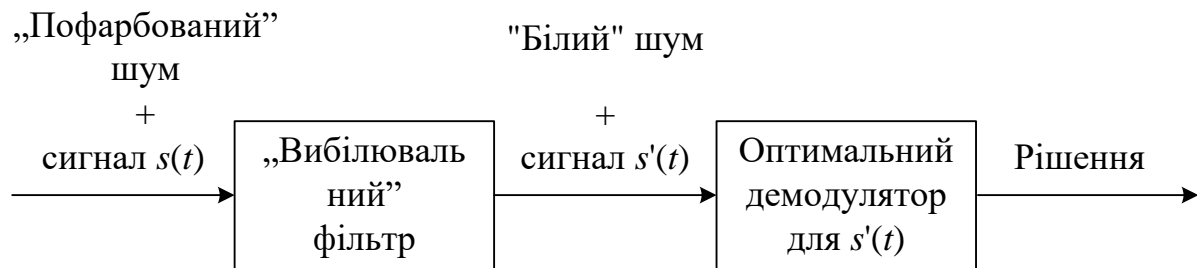 „Пофарбований”
шум
+
сигнал s(t)
„Вибілюваль
ний”
фільтр
"Білий" шум
+
сигнал s'(t)
Оптимальний
демодулятор
для s'(t)
Рішення